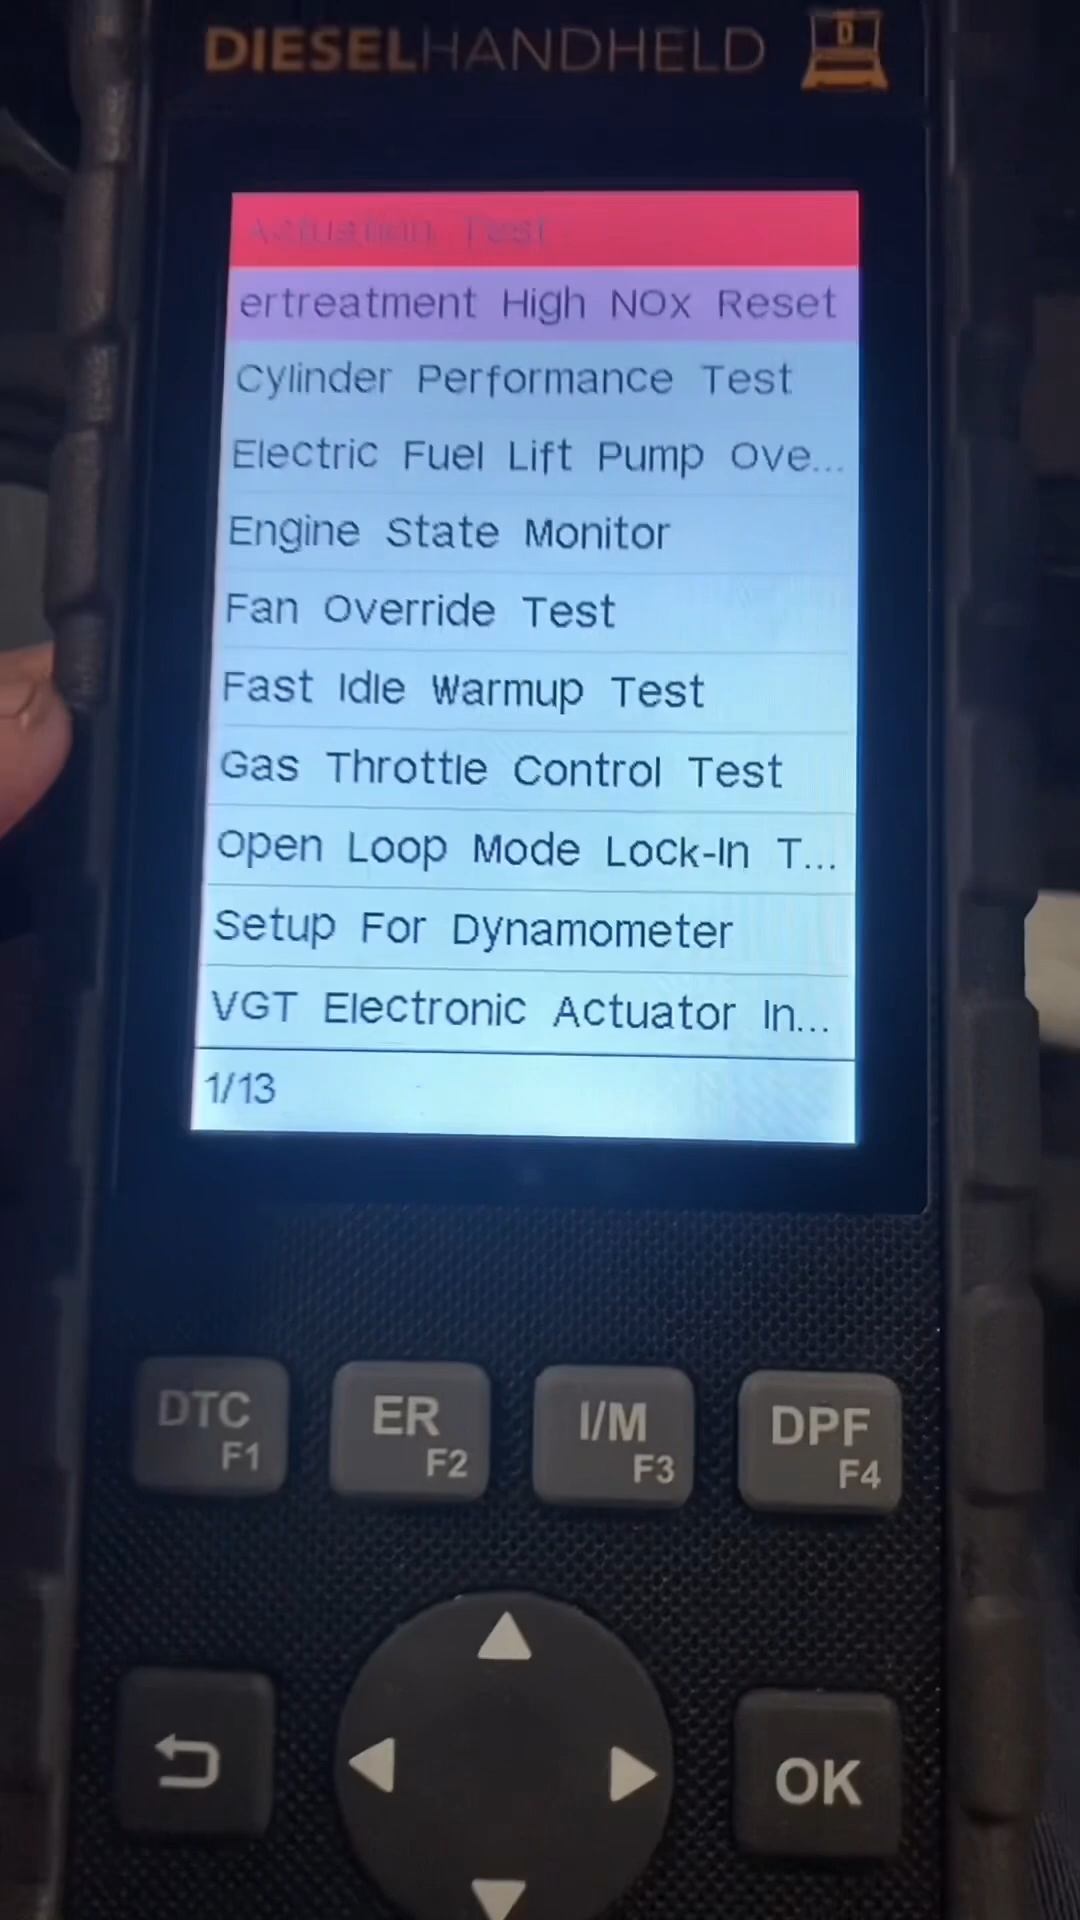 DIESELHANDHELD
D
Actuation Test
ertreatment High NOx Reset
Cylinder Performance Test
Electric Fuel Lift Pump Ove...
Engine State Monitor
Fan Override Test
Fast Idle Warmup Test
Gas Throttle Control Test
Open Loop Mode Lock-In T...
Setup For Dynamometer
VGT Electronic Actuator In...
1/13
DTC F1
ER F2
I/M F3
DPF F4
OK